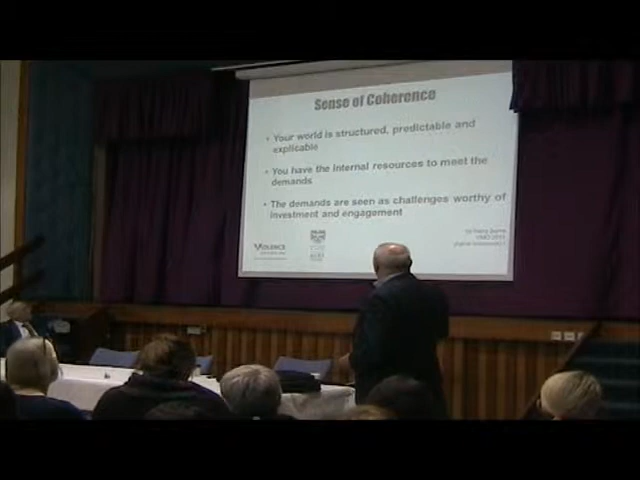 Sense of Coherence
• Your world is structured, predictable and
explicable
• You have the internal resources to meet the
demands
• The demands are seen as challenges worthy of
investment and engagement
VIOLENCE